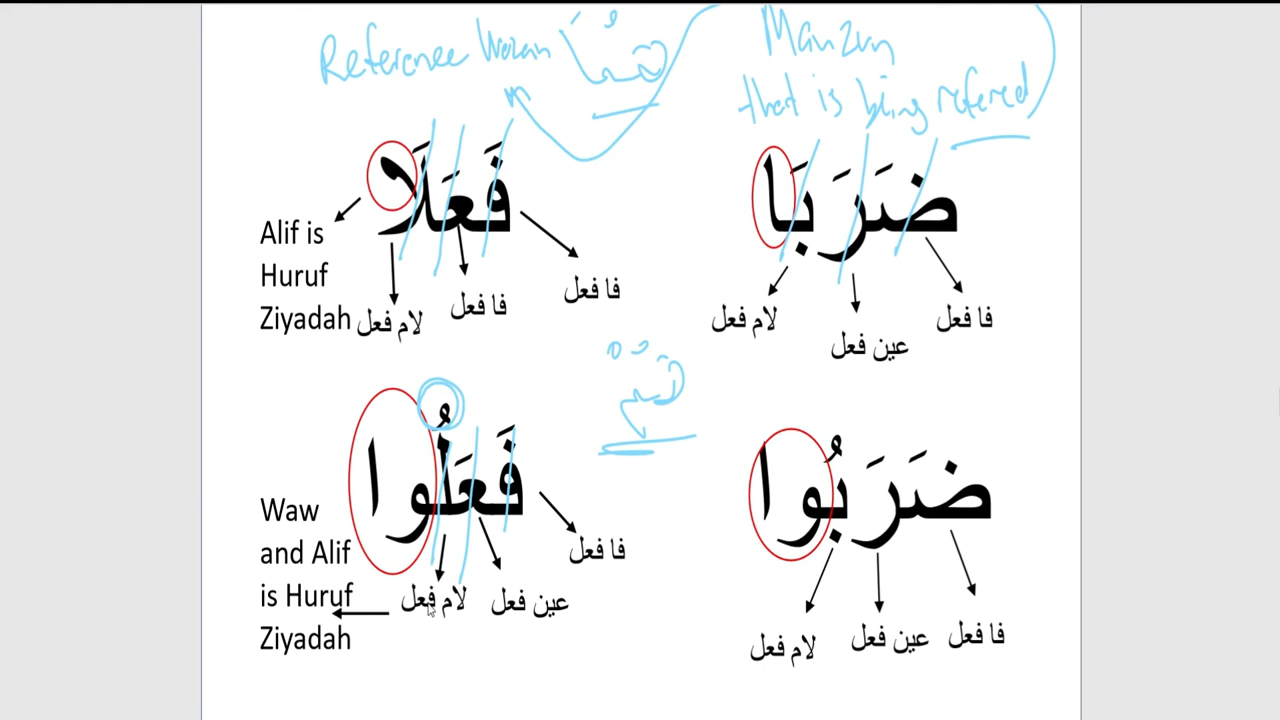 Reference Wazan
Mauzun
that is being refered
فَعَلَا
ضَرَبَا
Alif is
Huruf
Ziyadah
فا فعل
فا فعل
لام فعل
فا فعل
عين فعل
لام فعل
فَعَلُوا
ضَرَبُوا
Waw
and Alif
is Huruf
Ziyadah
فا فعل
عين فعل
لام فعل
فا فعل
عين فعل
لام فعل